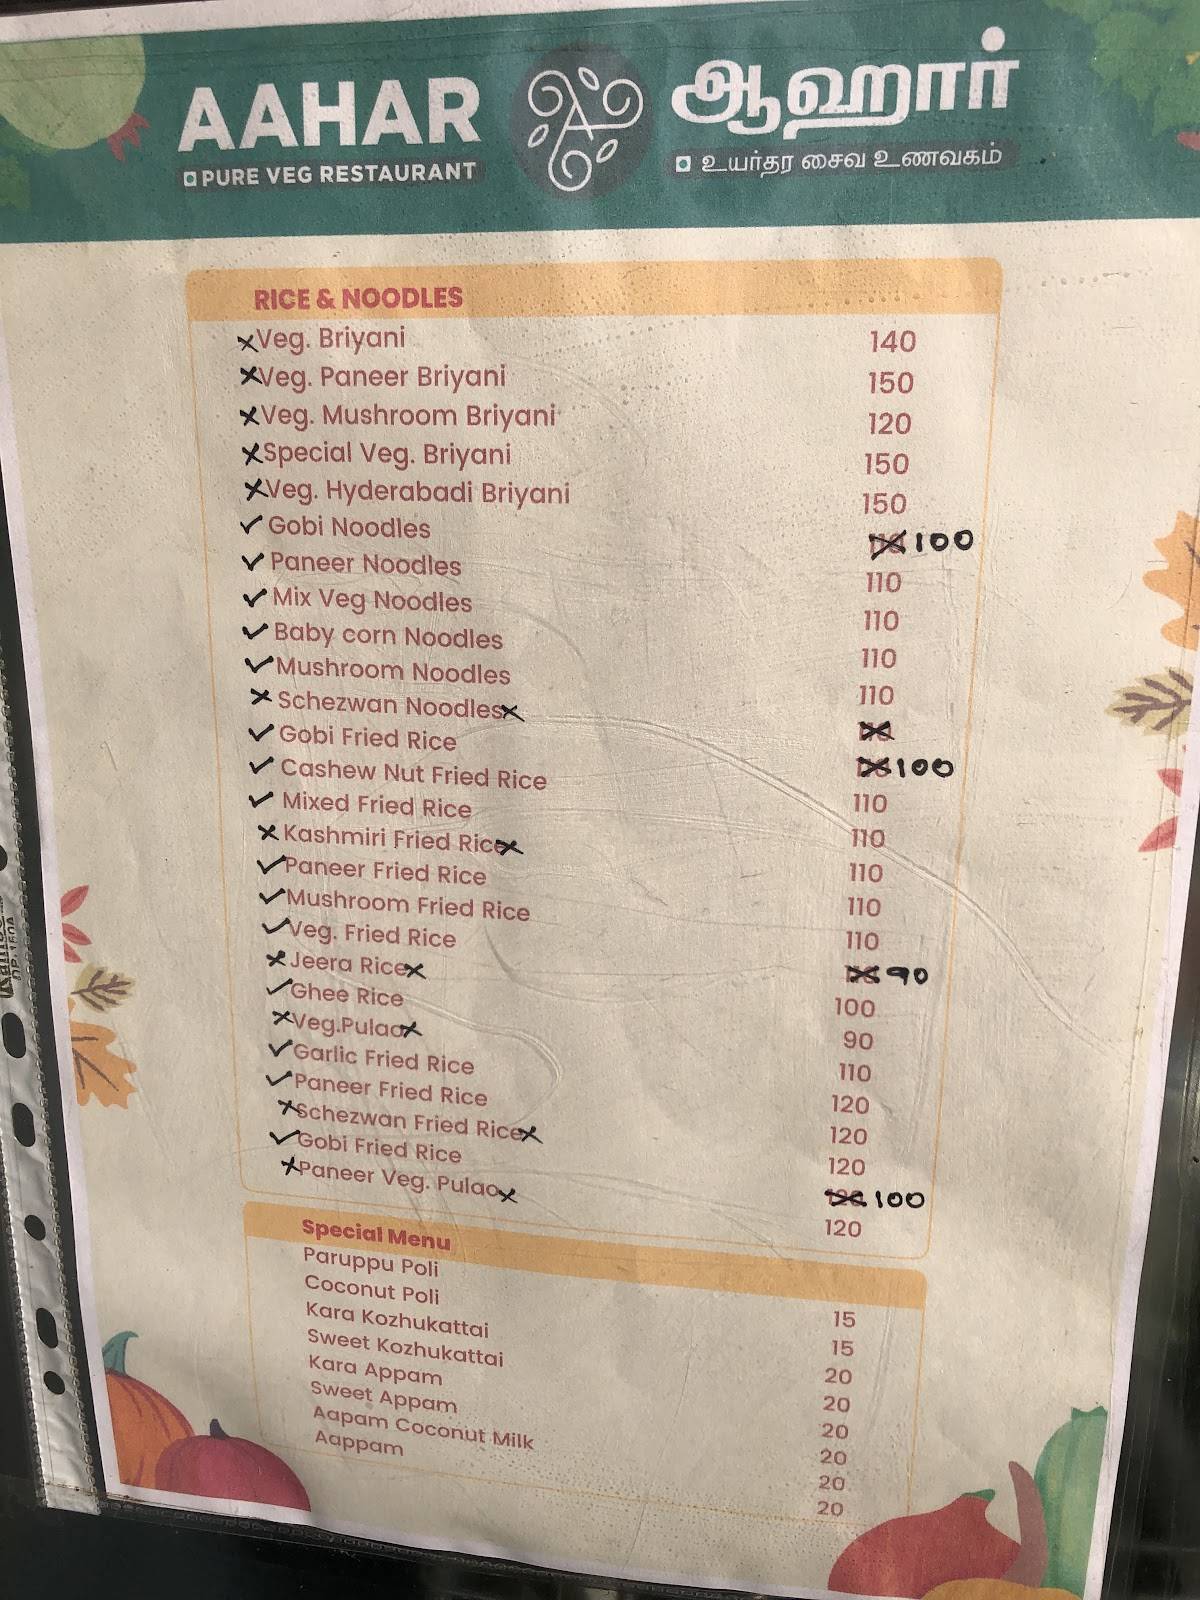 AAHAR ஆஹார்
PURE VEG RESTAURANT உயர்தர சைவ உணவகம்
RICE & NOODLES
Veg. Briyani 140
Veg. Paneer Briyani 150
Veg. Mushroom Briyani 120
Special Veg. Briyani 150
Veg. Hyderabadi Briyani 150
Gobi Noodles 100
Paneer Noodles 110
Mix Veg Noodles 110
Baby corn Noodles 110
Mushroom Noodles 110
Schezwan Noodles
Gobi Fried Rice 100
Cashew Nut Fried Rice 110
Mixed Fried Rice 110
Kashmiri Fried Rice 110
Paneer Fried Rice 110
Mushroom Fried Rice 110
Veg. Fried Rice 90
Jeera Rice 100
Ghee Rice 90
Veg.Pulao 110
Garlic Fried Rice 120
Paneer Fried Rice 120
Schezwan Fried Rice 120
Gobi Fried Rice 100
Paneer Veg. Pulao 120
Special Menu
Paruppu Poli 15
Coconut Poli 15
Kara Kozhukattai 20
Sweet Kozhukattai 20
Kara Appam 20
Sweet Appam 20
Aapam Coconut Milk 20
Aappam 20